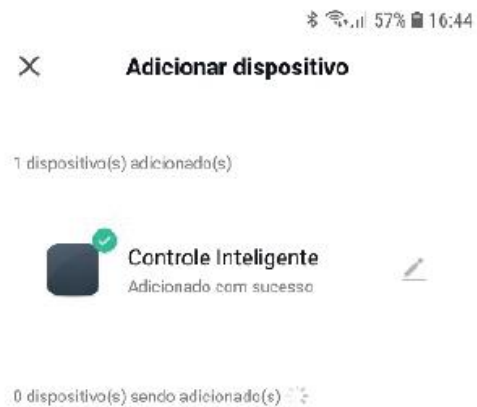 57% 16:44
Adicionar dispositivo
1 dispositivo(s) adicionado(s)
Controle Inteligente
Adicionado com sucesso
0 dispositivo(s) sendo adicionado(s)